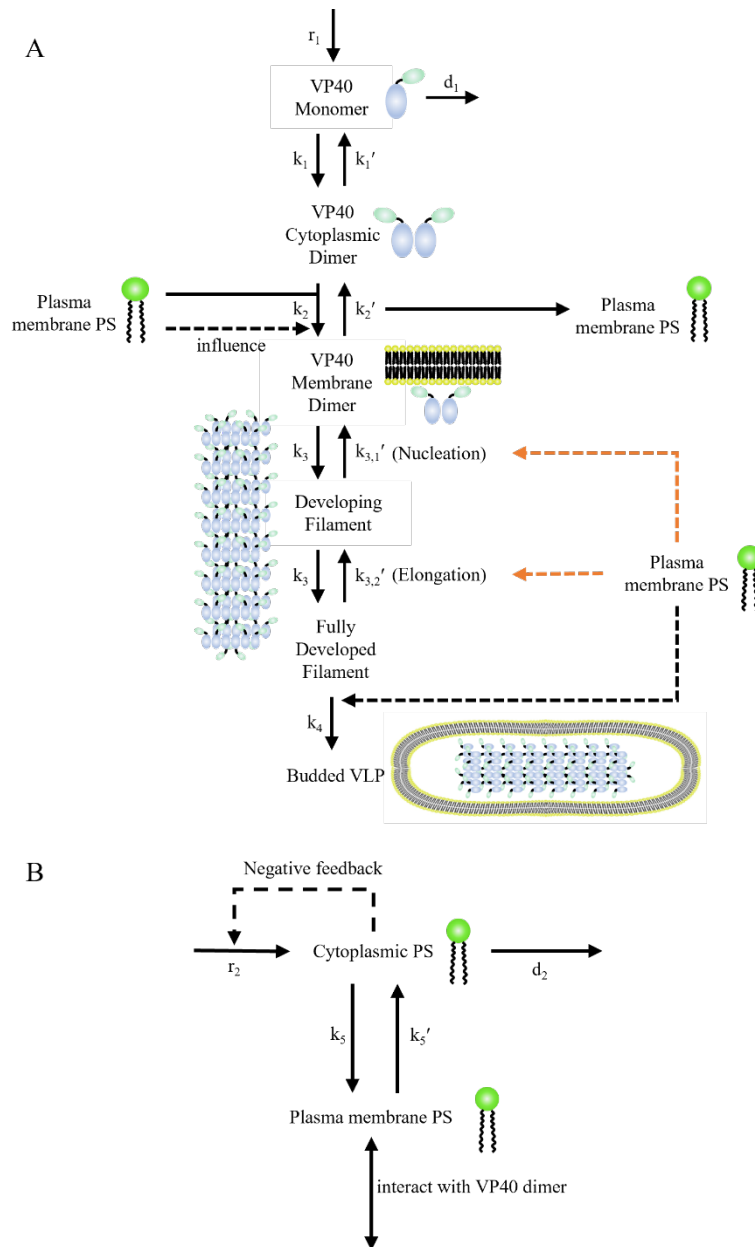 A
r₁
VP40
Monomer
d₁
k₁
k₁′
VP40
Cytoplasmic
Dimer
Plasma
membrane PS
k₂
k₂′
Plasma
membrane PS
influence
VP40
Membrane
Dimer
k₃
k₃,₁′ (Nucleation)
Developing
Filament
Plasma
membrane PS
k₃
k₃,₂′ (Elongation)
Fully
Developed
Filament
k₄
Budded VLP
B
Negative feedback
Cytoplasmic PS
r₂
d₂
k₅
k₅′
Plasma membrane PS
interact with VP40 dimer